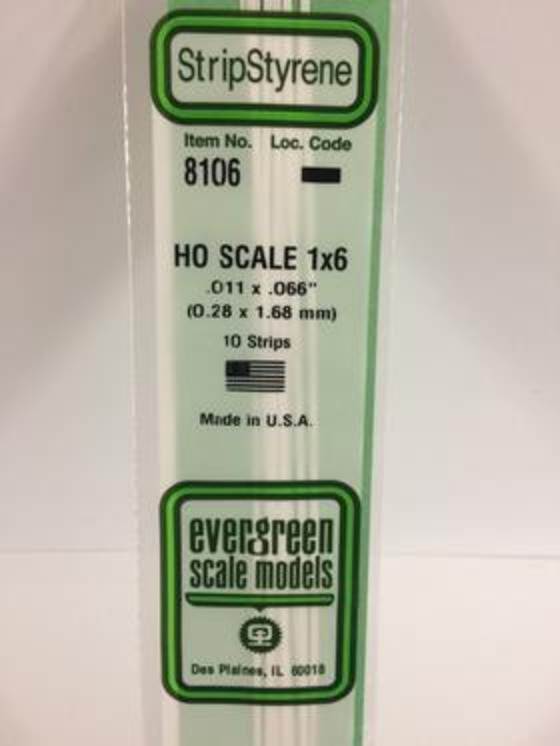 StripStyrene
Item No. Loc. Code
8106
HO SCALE 1x6
.011 x .066"
(0.28 x 1.68 mm)
10 Strips
Made in U.S.A.
evergreen
scale models
Des Plaines, IL 60018